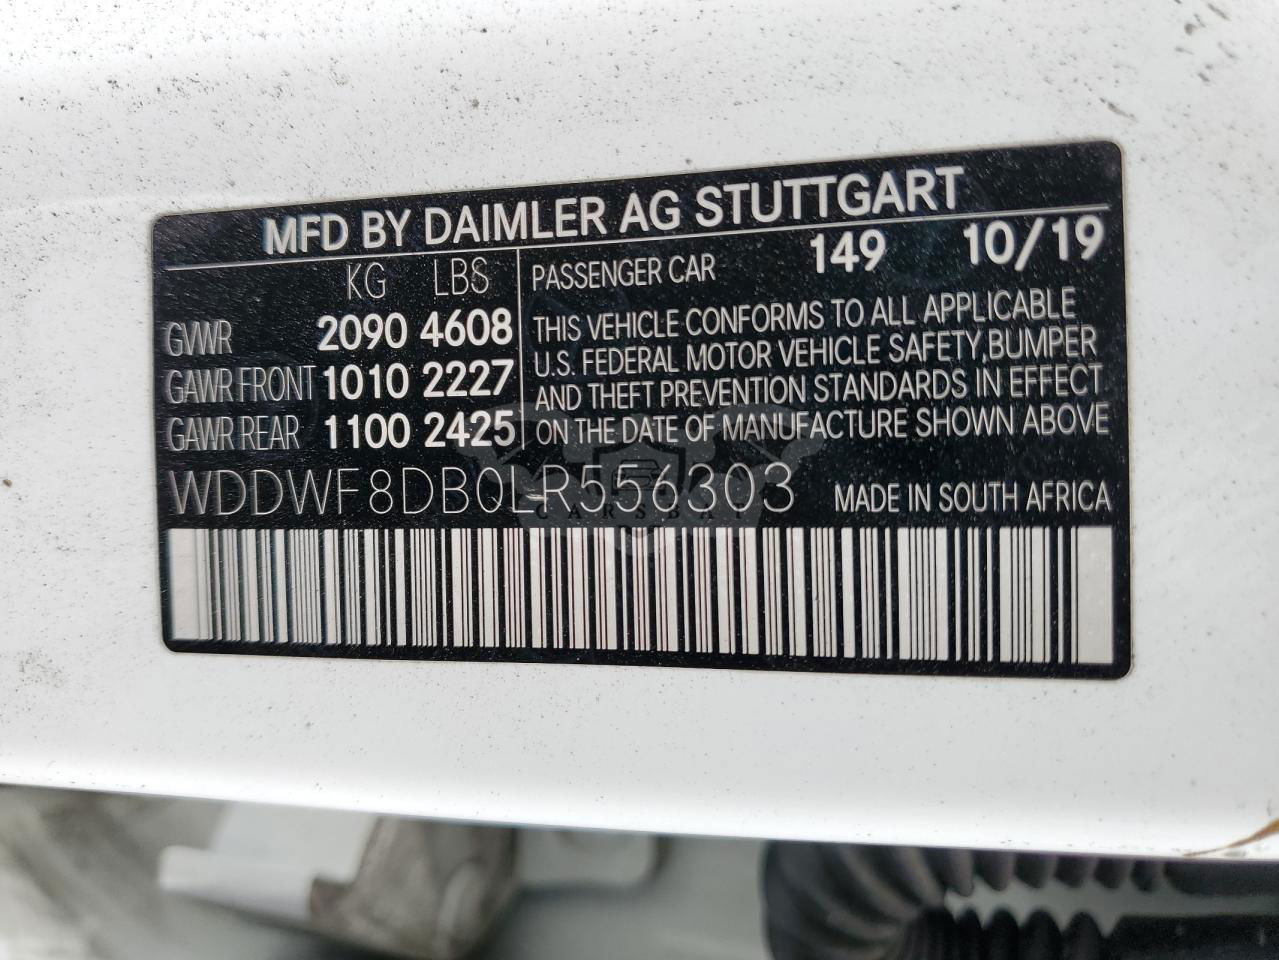 MFD BY DAIMLER AG STUTTGART
KG LBS
GVWR 2090 4608
GAWR FRONT 1010 2227
GAWR REAR 1100 2425
PASSENGER CAR 149 10/19
THIS VEHICLE CONFORMS TO ALL APPLICABLE
U.S. FEDERAL MOTOR VEHICLE SAFETY,BUMPER
AND THEFT PREVENTION STANDARDS IN EFFECT
ON THE DATE OF MANUFACTURE SHOWN ABOVE
WDDWF8DB0LR556303 MADE IN SOUTH AFRICA
CARSBAT